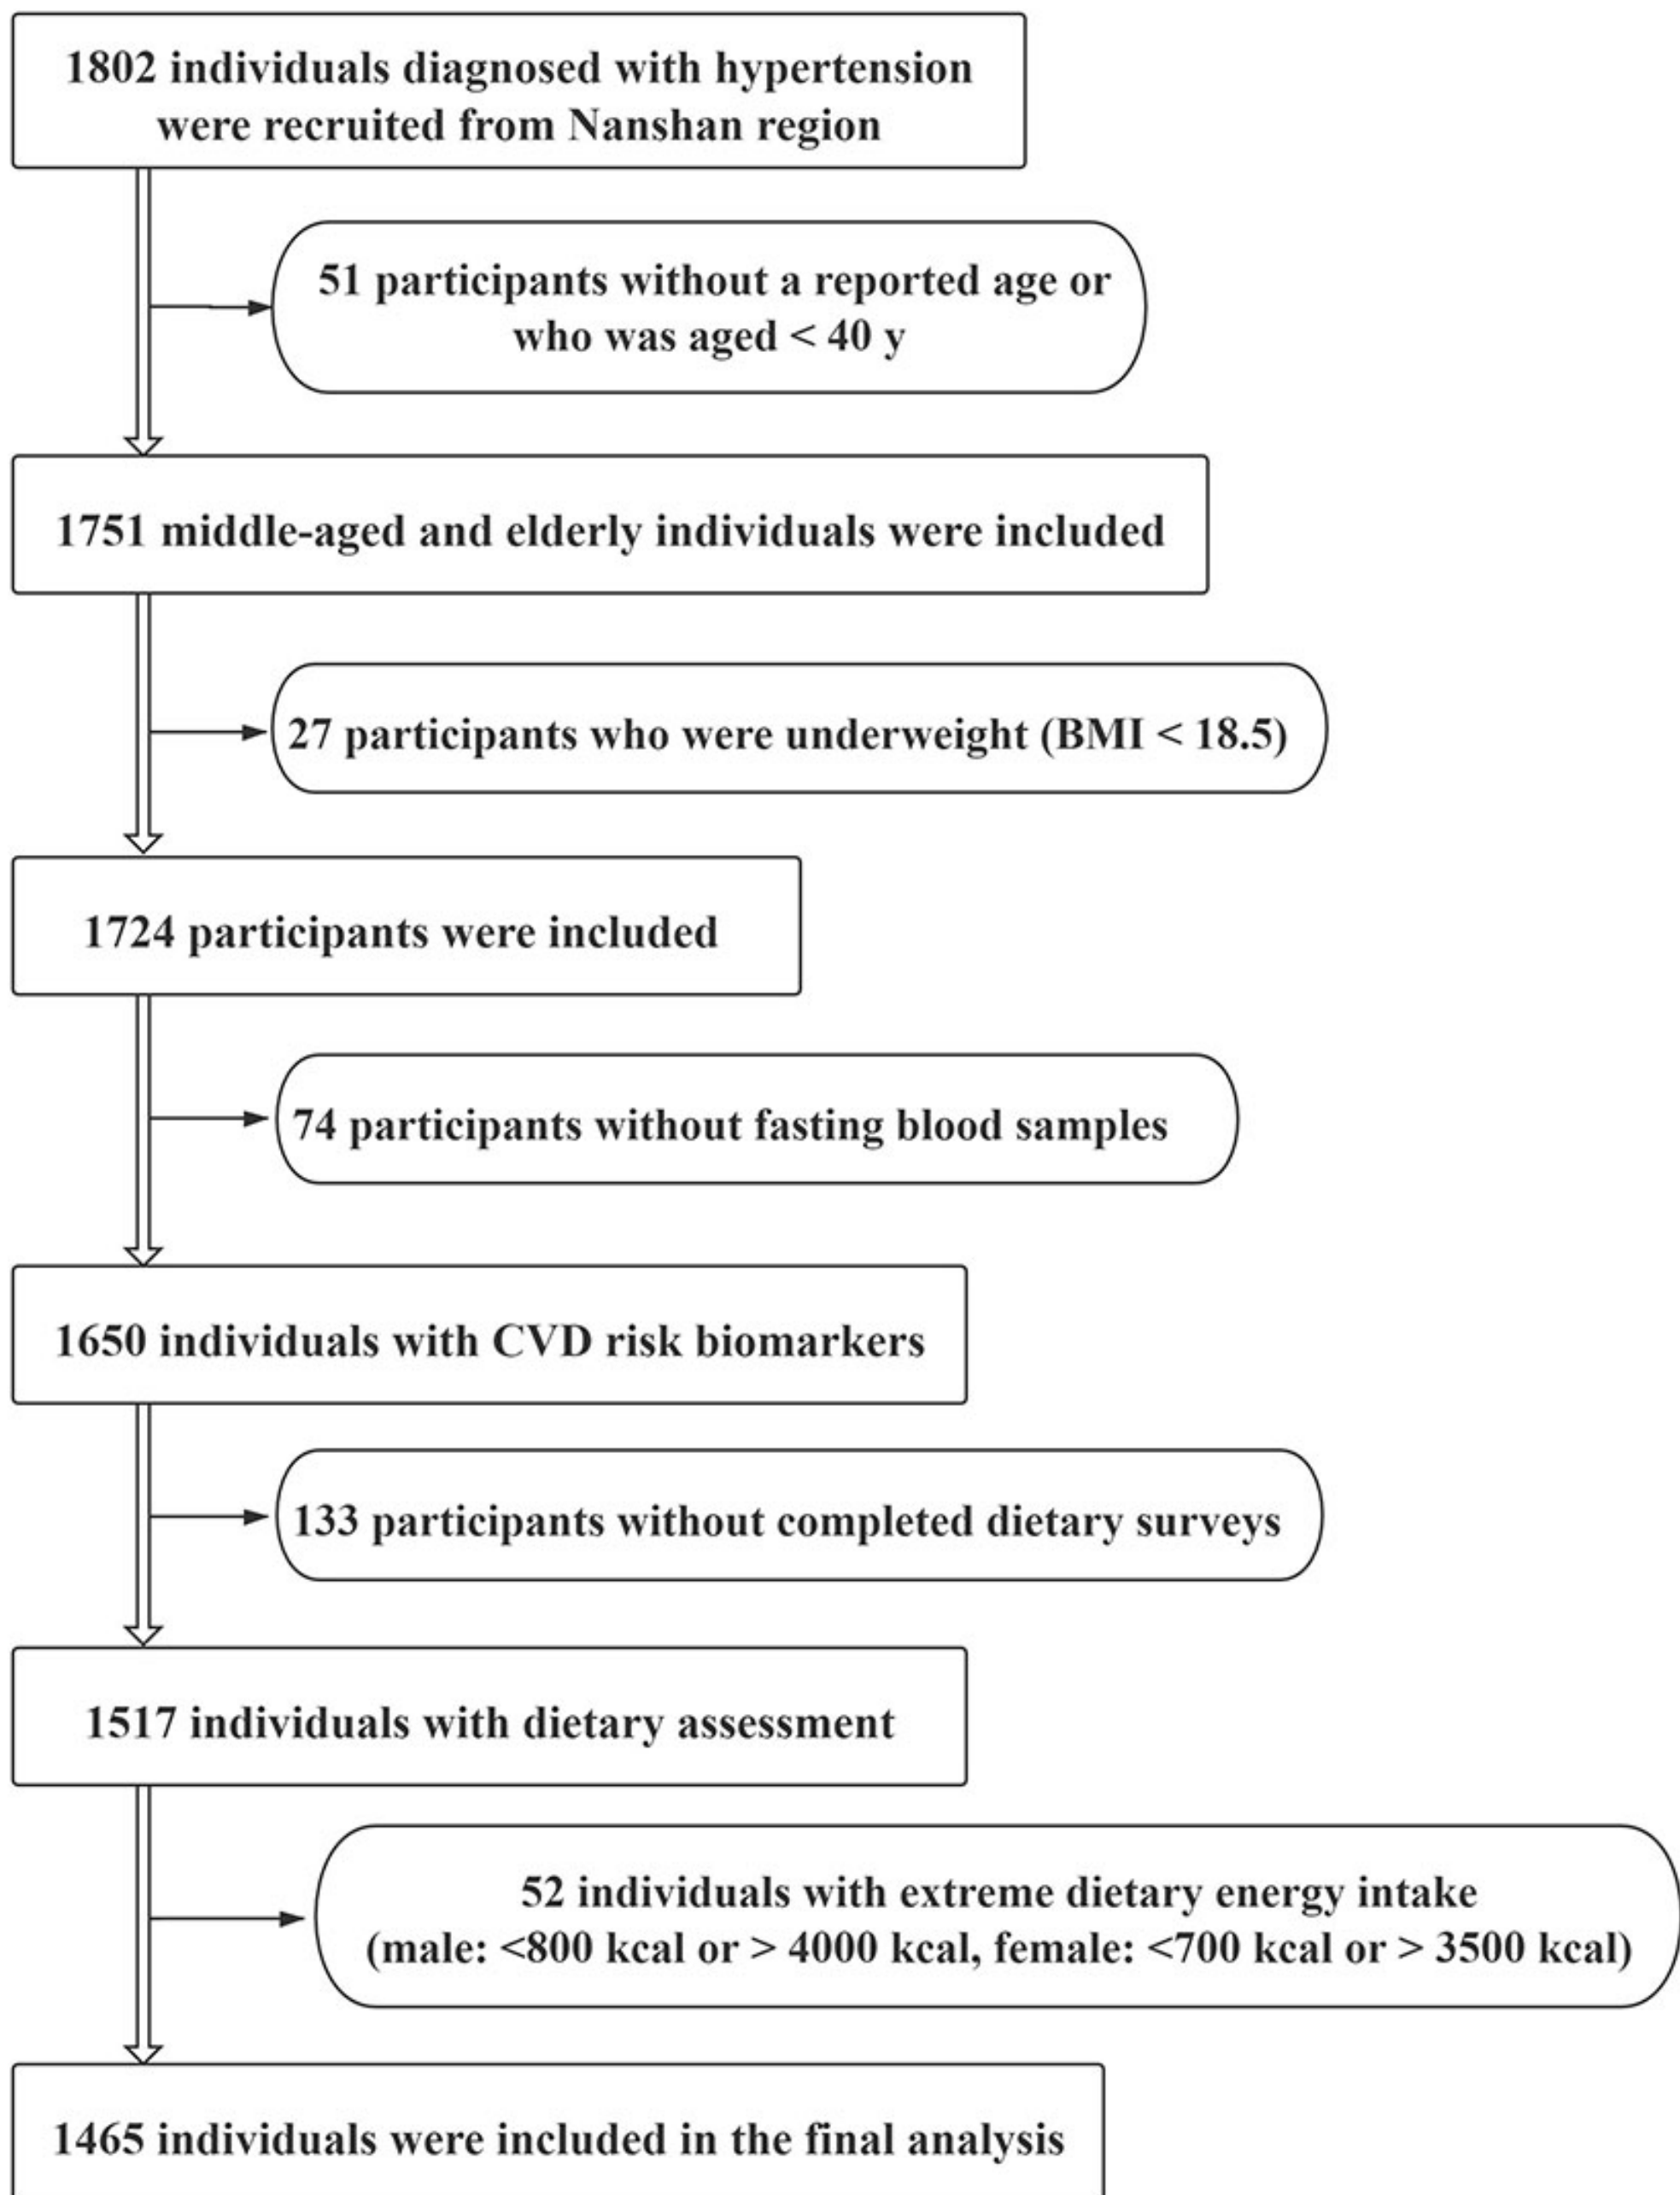 1802 individuals diagnosed with hypertension
were recruited from Nanshan region
51 participants without a reported age or
who was aged < 40 y
1751 middle-aged and elderly individuals were included
27 participants who were underweight (BMI < 18.5)
1724 participants were included
74 participants without fasting blood samples
1650 individuals with CVD risk biomarkers
133 participants without completed dietary surveys
1517 individuals with dietary assessment
52 individuals with extreme dietary energy intake
(male: <800 kcal or > 4000 kcal, female: <700 kcal or > 3500 kcal)
1465 individuals were included in the final analysis